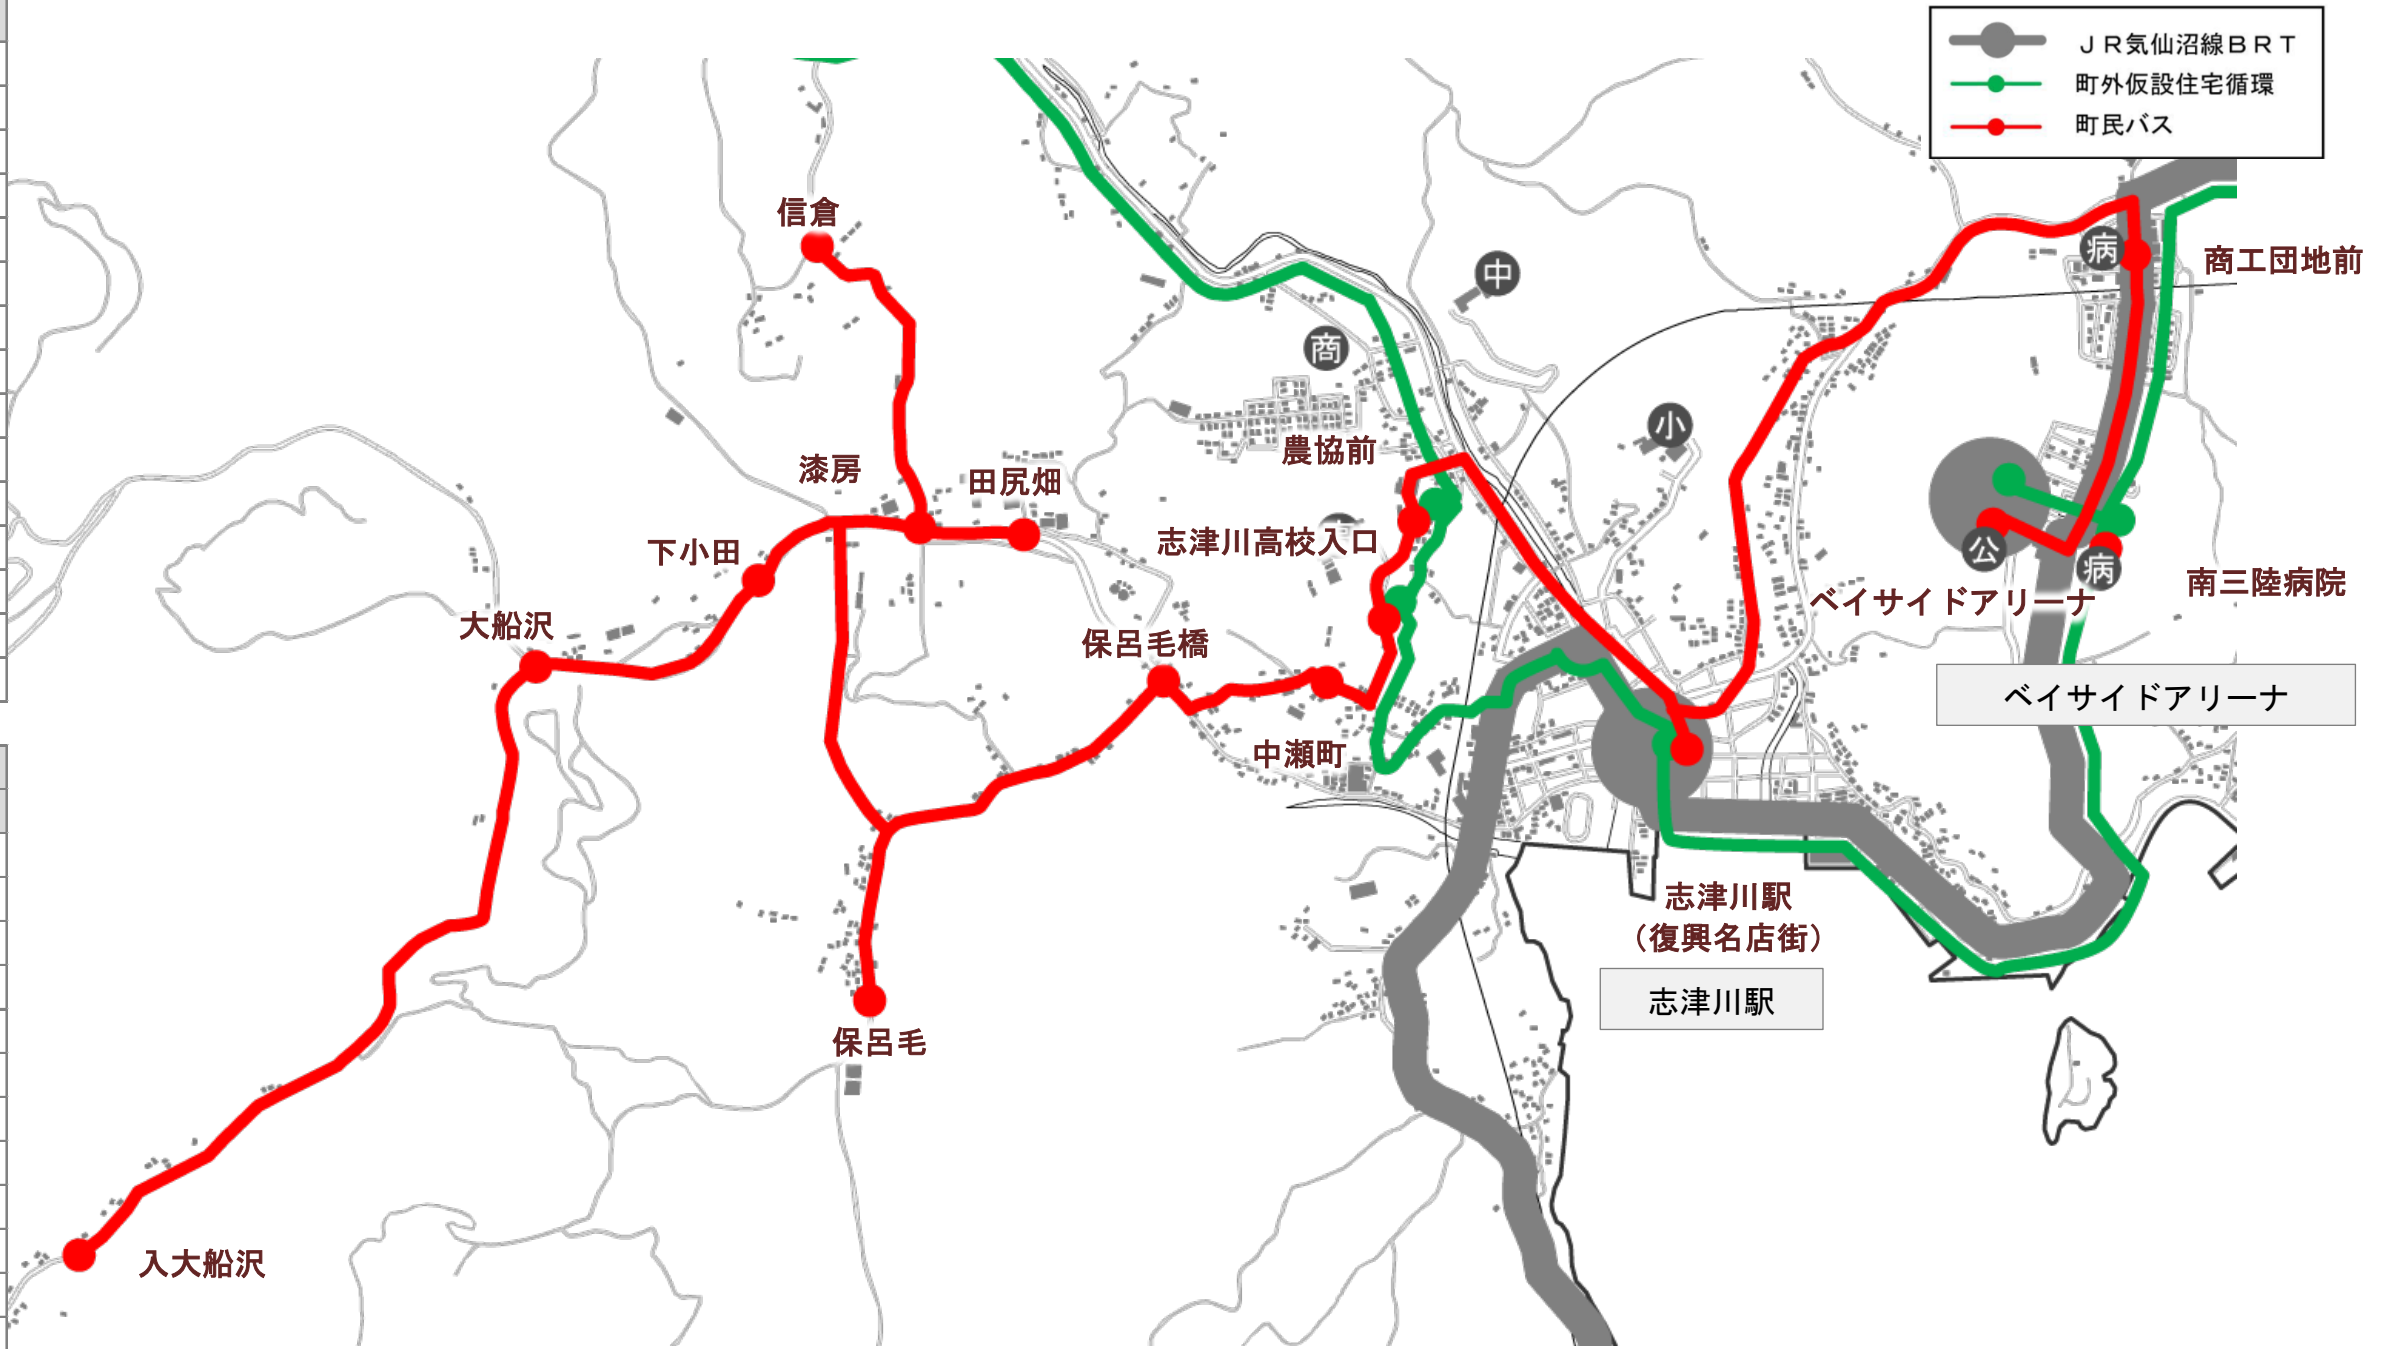 ＪＲ気仙沼線ＢＲＴ
町外仮設住宅循環
町民バス
信倉
病
商工団地前
中
商
小
農協前
漆房
田尻畑
志津川高校入口
下小田
公
病
南三陸病院
ベイサイドアリーナ
大船沢
保呂毛橋
ベイサイドアリーナ
中瀬町
志津川駅
（復興名店街）
志津川駅
保呂毛
入大船沢